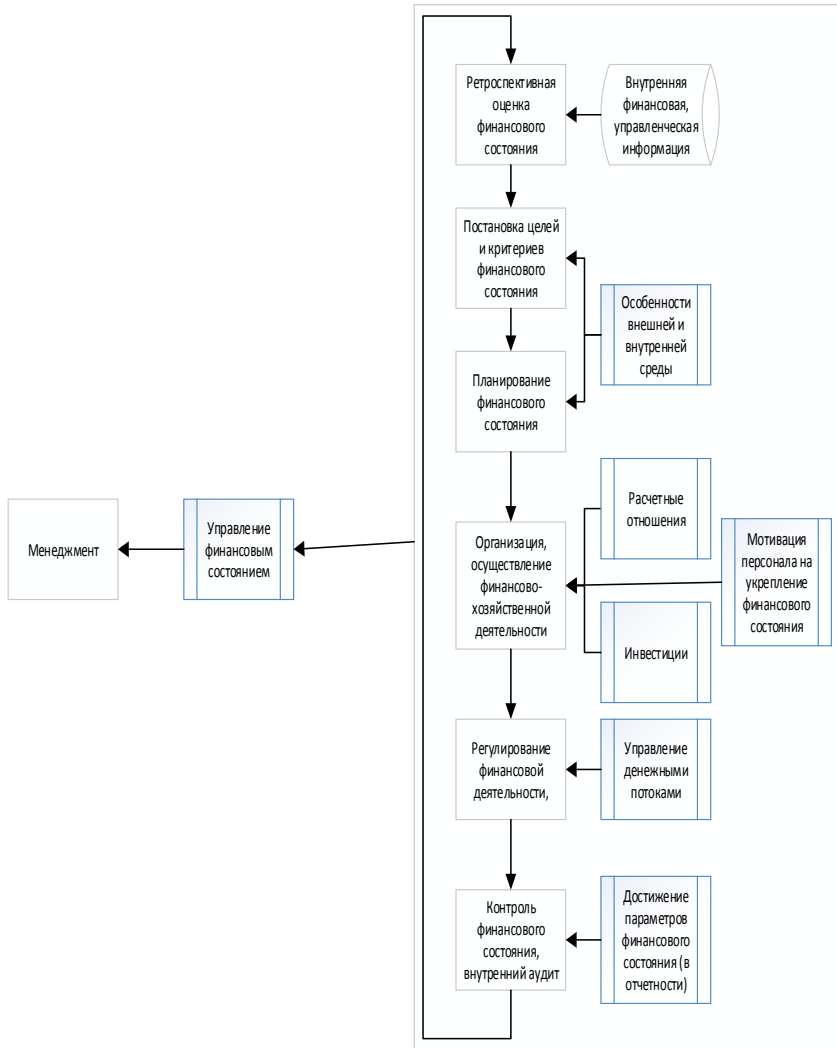 Ретроспективная
оценка
финансового
состояния
Внутренняя
финансовая,
управленческая
информация
Постановка целей
и критериев
финансового
состояния
Особенности
внешней и
внутренней
среды
Планирование
финансового
состояния
Менеджмент
Управление
финансовым
состоянием
Организация,
осуществление
финансово-
хозяйственной
деятельности
Расчетные
отношения
Мотивация
персонала на
укрепление
финансового
состояния
Инвестиции
Регулирование
финансовой
деятельности,
Управление
денежными
потоками
Контроль
финансового
состояния,
внутренний аудит
Достижение
параметров
финансового
состояния (в
отчетности)